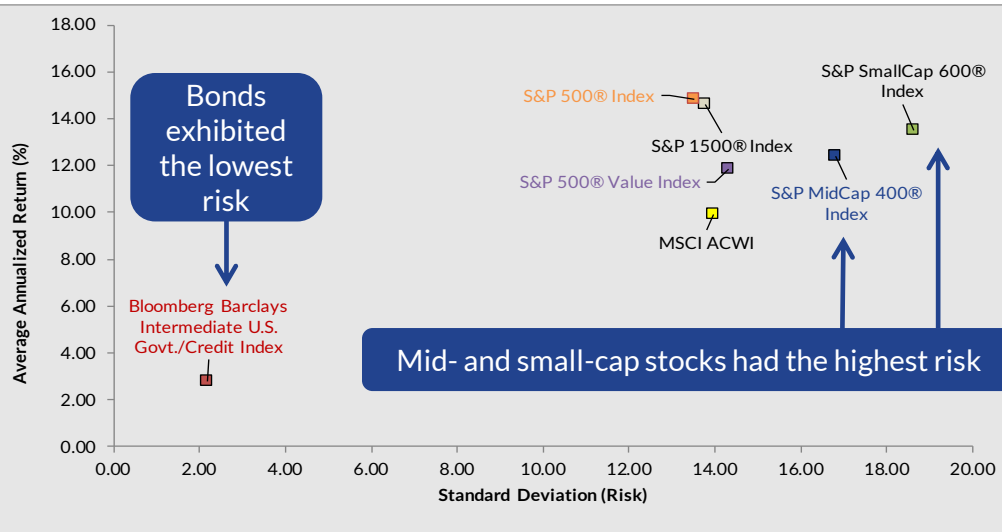 18.00
16.00
14.00
12.00
10.00
8.00
6.00
4.00
2.00
0.00
Average Annualized Return (%)
Bonds
exhibited
the lowest
risk
S&P 500® Index
S&P 1500® Index
S&P 500® Value Index
MSCI ACWI
S&P SmallCap 600®
Index
S&P MidCap 400®
Index
Bloomberg Barclays
Intermediate U.S.
Govt./Credit Index
Mid- and small-cap stocks had the highest risk
0.00 2.00 4.00 6.00 8.00 10.00 12.00 14.00 16.00 18.00 20.00
Standard Deviation (Risk)